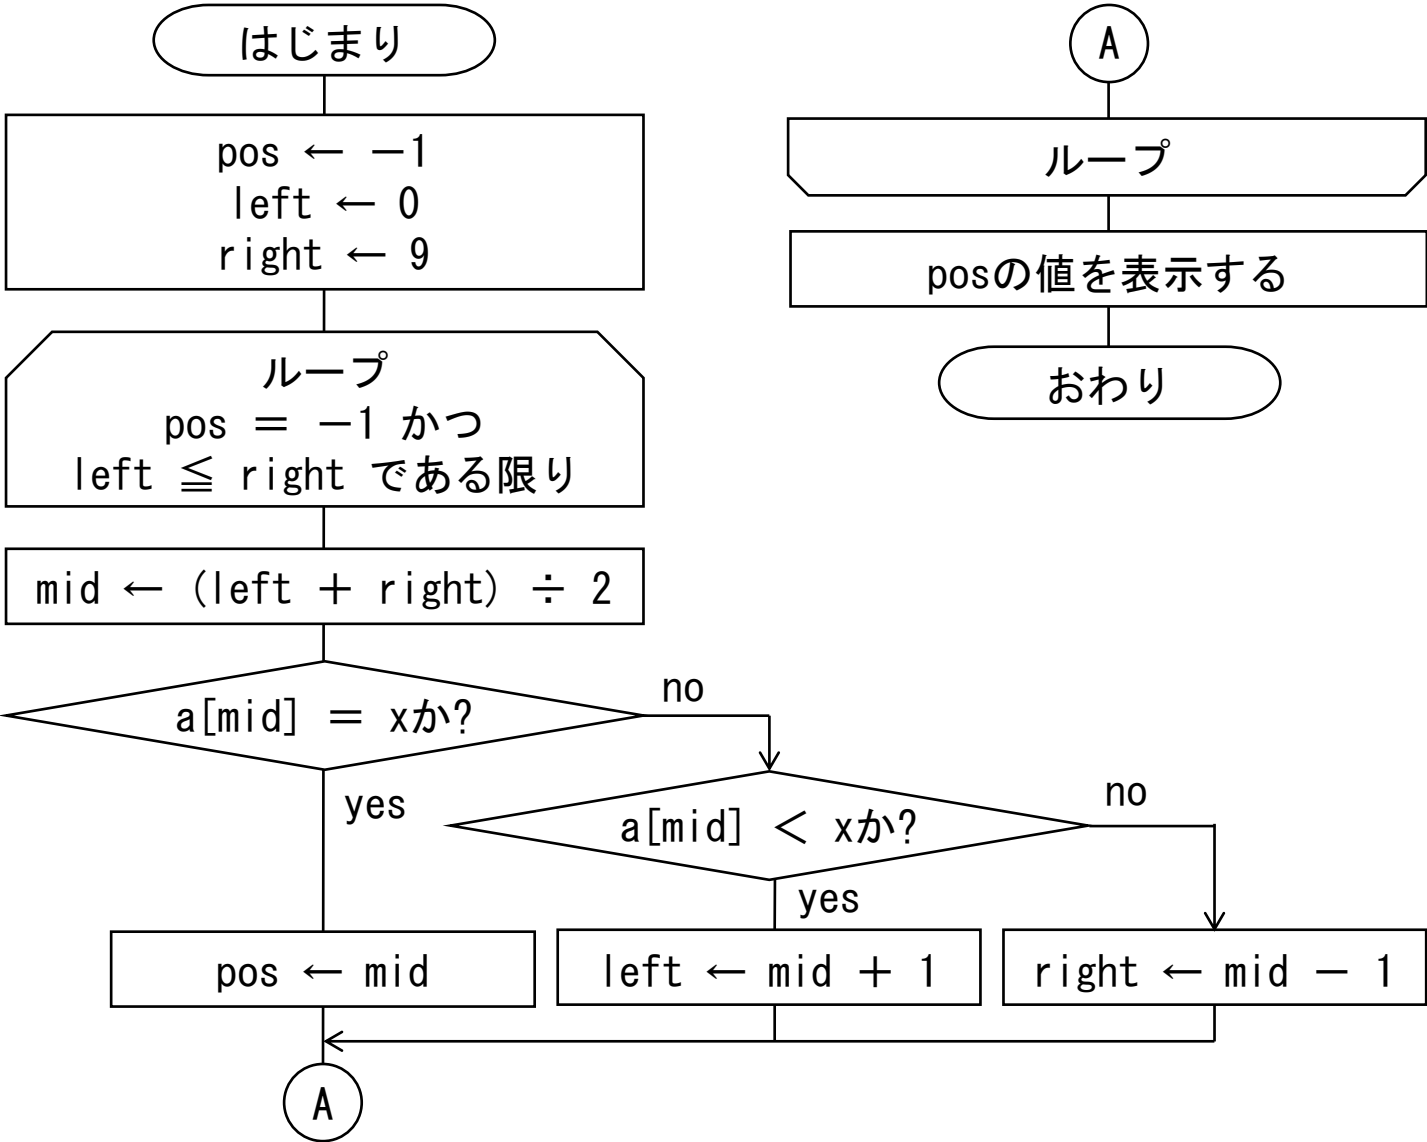 はじまり
pos ← －1
left ← 0
right ← 9
ループ
pos ＝ －1 かつ
left ≦ right である限り
mid ← (left ＋ right) ÷ 2
a[mid] ＝ xか?
no
yes
a[mid] ＜ xか?
no
yes
pos ← mid
left ← mid ＋ 1
right ← mid － 1
A
A
ループ
posの値を表示する
おわり